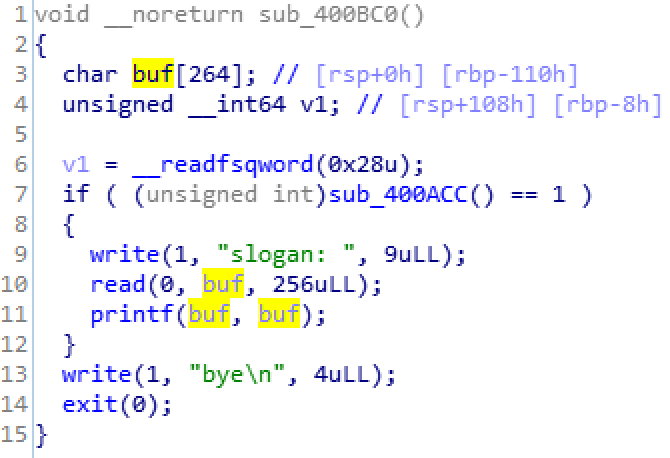 1 void __noreturn sub_400BC0()
2 {
3 char buf[264]; // [rsp+0h] [rbp-110h]
4 unsigned __int64 v1; // [rsp+108h] [rbp-8h]
5
6 v1 = __readfsqword(0x28u);
7 if ( (unsigned int)sub_400ACC() == 1 )
8 {
9 write(1, "slogan: ", 9uLL);
10 read(0, buf, 256uLL);
11 printf(buf, buf);
12 }
13 write(1, "bye\n", 4uLL);
14 exit(0);
15 }